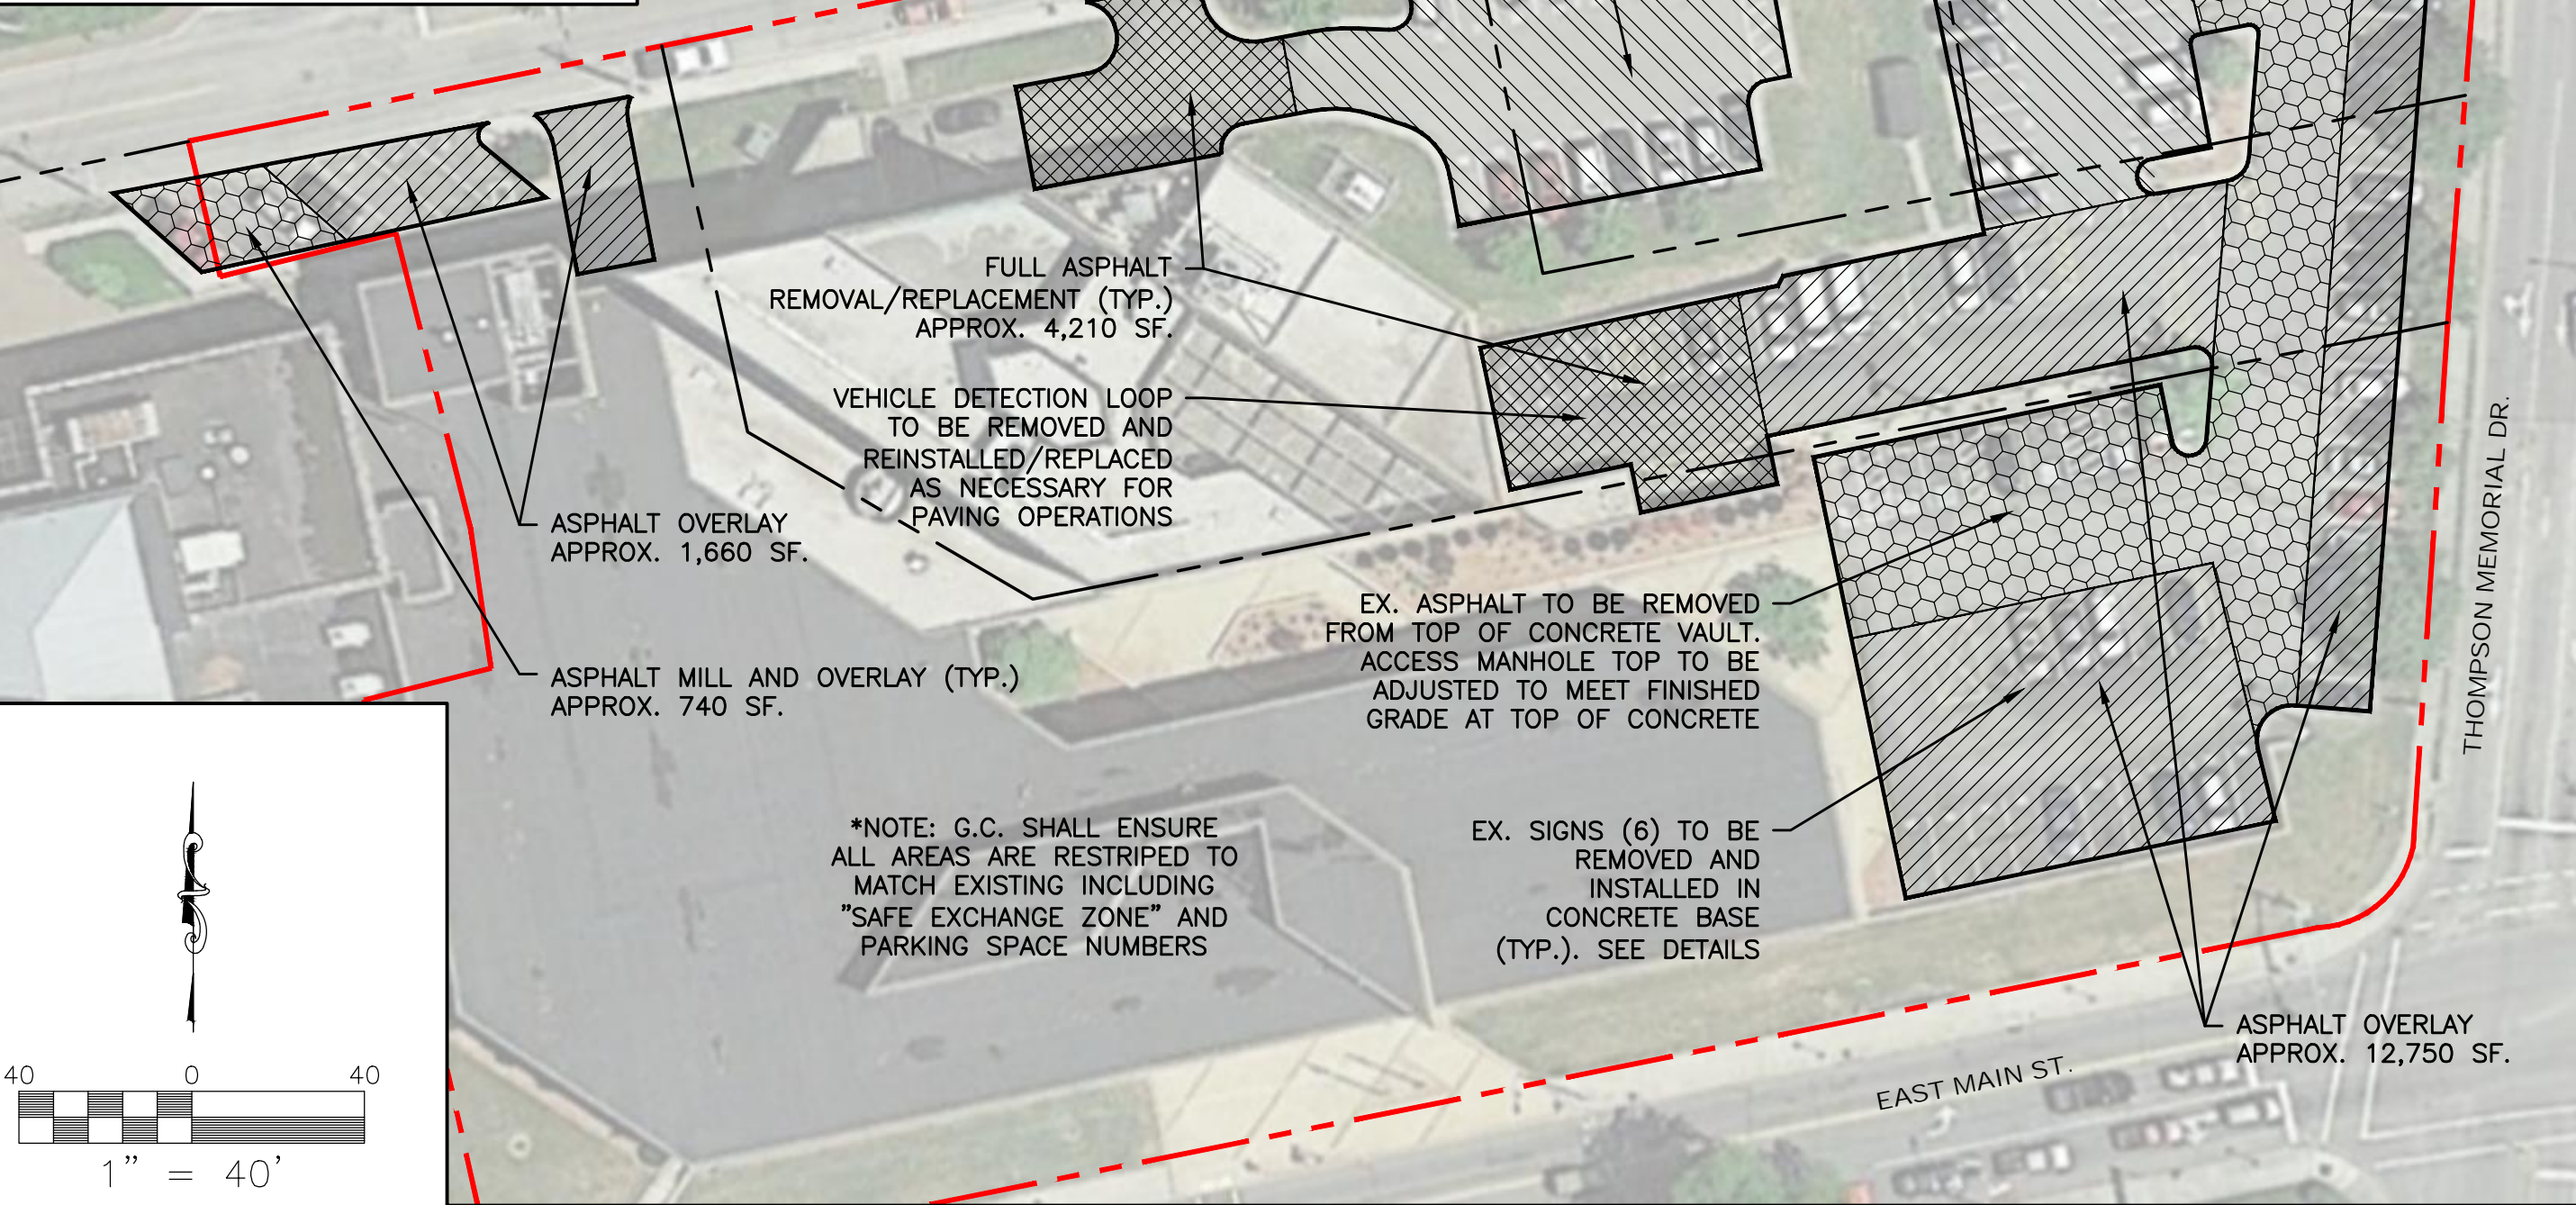 FULL ASPHALT
REMOVAL/REPLACEMENT (TYP.)
APPROX. 4,210 SF.
VEHICLE DETECTION LOOP
TO BE REMOVED AND
REINSTALLED/REPLACED
AS NECESSARY FOR
PAVING OPERATIONS
ASPHALT OVERLAY
APPROX. 1,660 SF.
ASPHALT MILL AND OVERLAY (TYP.)
APPROX. 740 SF.
EX. ASPHALT TO BE REMOVED
FROM TOP OF CONCRETE VAULT.
ACCESS MANHOLE TOP TO BE
ADJUSTED TO MEET FINISHED
GRADE AT TOP OF CONCRETE
*NOTE: G.C. SHALL ENSURE
ALL AREAS ARE RESTRIPED TO
MATCH EXISTING INCLUDING
"SAFE EXCHANGE ZONE" AND
PARKING SPACE NUMBERS
EX. SIGNS (6) TO BE
REMOVED AND
INSTALLED IN
CONCRETE BASE
(TYP.). SEE DETAILS
THOMPSON MEMORIAL DR.
ASPHALT OVERLAY
APPROX. 12,750 SF.
EAST MAIN ST.
40 0 40
1" = 40'